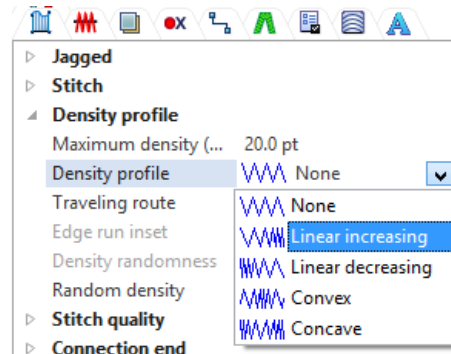 Jagged
Stitch
Density profile
Maximum density (... 20.0 pt
Density profile None
Traveling route None
Edge run inset Linear increasing
Density randomness Linear decreasing
Random density Convex
Stitch quality Concave
Connection end